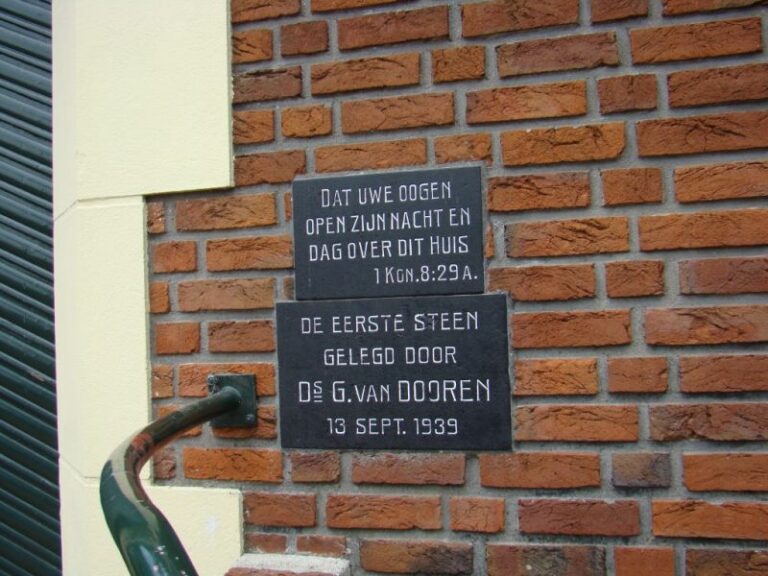 DAT UWE OOGEN
OPEN ZIJN NACHT EN
DAG OVER DIT HUIS
1 KON. 8:29 A.
DE EERSTE STEEN
GELEGD DOOR
DS G. VAN DOOREN
13 SEPT. 1939